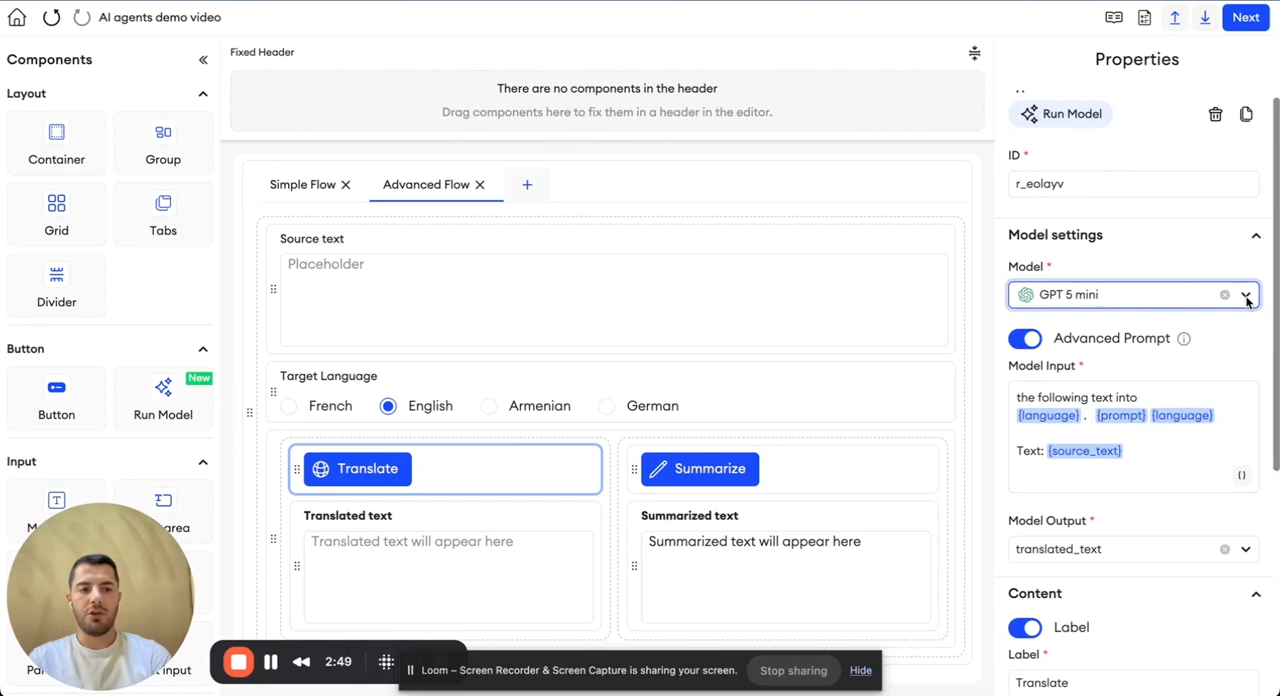 AI agents demo video
Next
Components
Layout
Container
Group
Grid
Tabs
Divider
Button
New
Button
Run Model
Input
Fixed Header
There are no components in the header
Drag components here to fix them in a header in the editor.
Simple Flow
Advanced Flow
Source text
Placeholder
Target Language
French
English
Armenian
German
Translate
Summarize
Translated text
Summarized text
Translated text will appear here
Summarized text will appear here
2:49
Loom – Screen Recorder & Screen Capture is sharing your screen.
Stop sharing
Hide
Properties
Run Model
ID *
r_eolayv
Model settings
Model *
GPT 5 mini
Advanced Prompt
Model Input *
the following text into
{language} . {prompt} {language}
Text: {source_text}
{}
Model Output *
translated_text
Content
Label
Label *
Translate